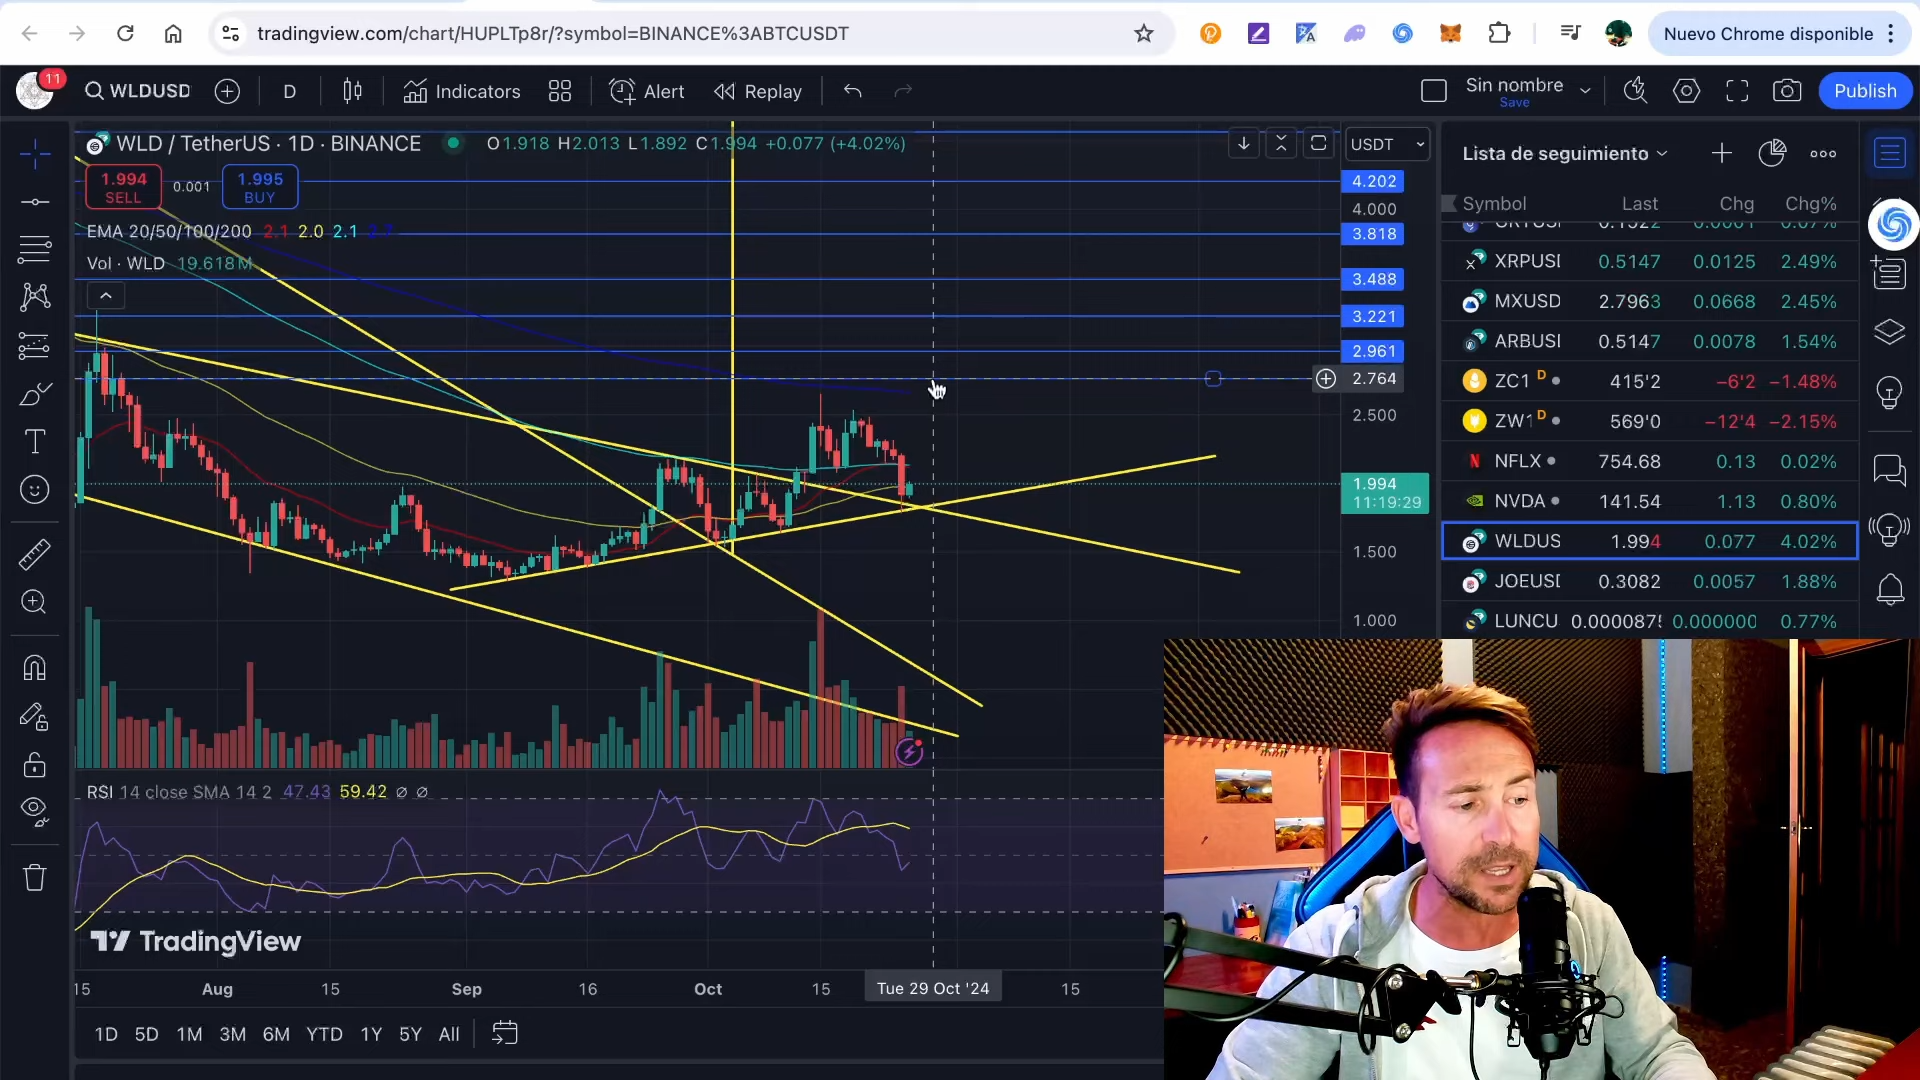 tradingview.com/chart/HUPLTp8r/?symbol=BINANCE%3ABTCUSDT
Nuevo Chrome disponible
11
WLDUSD
D
Indicators
Alert
Replay
Sin nombre
Save
Publish
WLD / TetherUS · 1D · BINANCE
O1.918 H2.013 L1.892 C1.994 +0.077 (+4.02%)
USDT
1.994
SELL
0.001
1.995
BUY
EMA 20/50/100/200 2.1 2.0 2.1
Vol · WLD 19.618M
4.202
4.000
3.818
3.488
3.221
2.961
2.764
2.500
1.994
11:19:29
1.500
1.000
Lista de seguimiento
Symbol Last Chg Chg%
XRPUSI 0.5147 0.0125 2.49%
MXUSD 2.7963 0.0668 2.45%
ARBUSI 0.5147 0.0078 1.54%
ZC1 D 415'2 −6'2 −1.48%
ZW1 D 569'0 −12'4 −2.15%
NFLX 754.68 0.13 0.02%
NVDA 141.54 1.13 0.80%
WLDUS 1.994 0.077 4.02%
JOEUSI 0.3082 0.0057 1.88%
LUNCU 0.0000875 0.000000 0.77%
RSI 14 close SMA 14 2 47.43 59.42 ∅ ∅
TradingView
15 Aug 15 Sep 16 Oct 15 Tue 29 Oct '24 15
1D 5D 1M 3M 6M YTD 1Y 5Y All